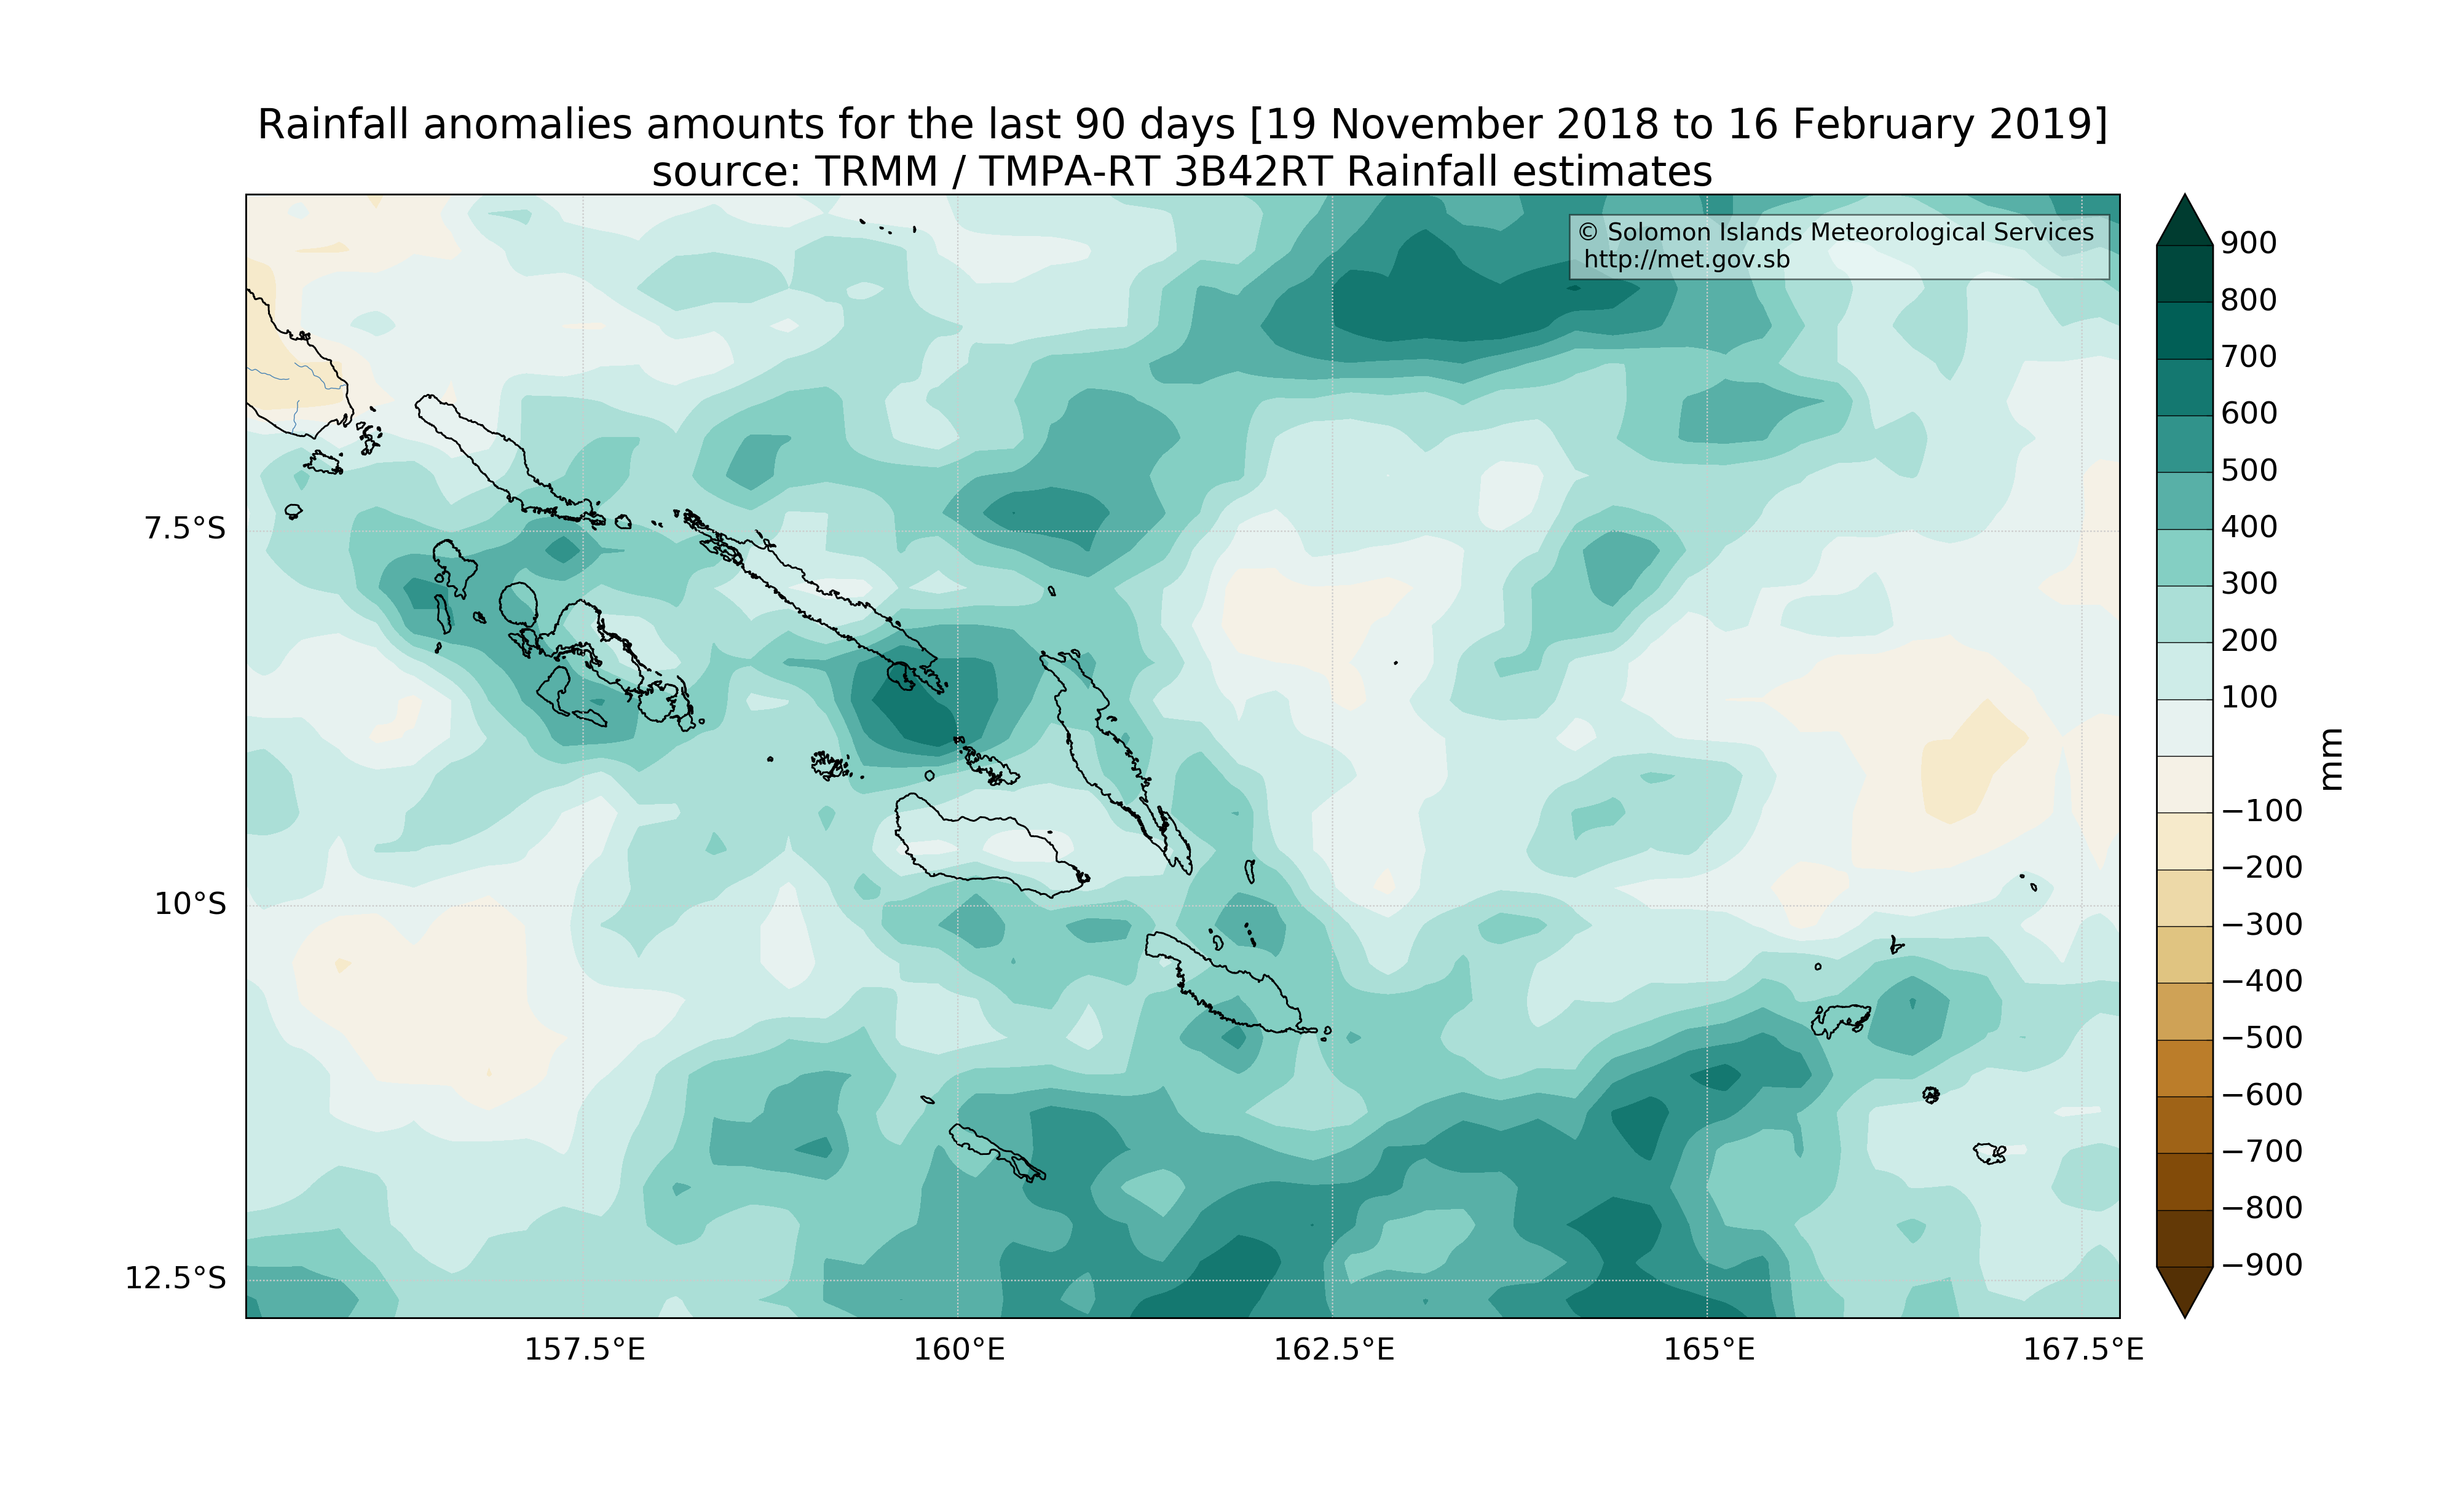 Rainfall anomalies amounts for the last 90 days [19 November 2018 to 16 February 2019]
source: TRMM / TMPA-RT 3B42RT Rainfall estimates
© Solomon Islands Meteorological Services
http://met.gov.sb
7.5°S
10°S
12.5°S
157.5°E
160°E
162.5°E
165°E
167.5°E
900
800
700
600
500
400
300
200
100
−100
−200
−300
−400
−500
−600
−700
−800
−900
mm